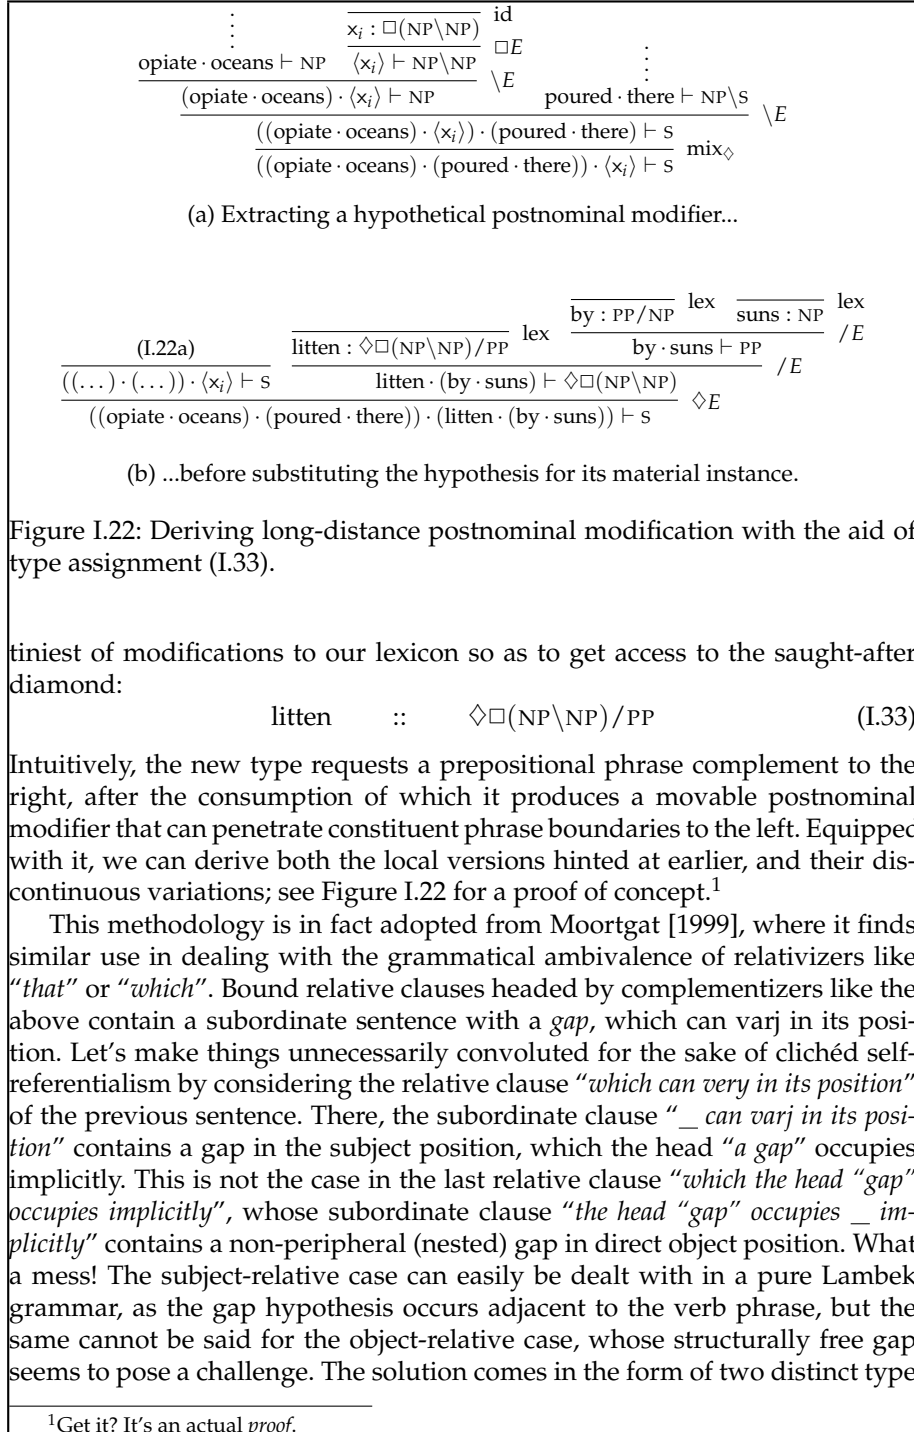 ⋮ x_i : □(NP\NP) id
□E
opiate · oceans ⊢ NP ⟨x_i⟩ ⊢ NP\NP ⋮
\E
(opiate · oceans) · ⟨x_i⟩ ⊢ NP poured · there ⊢ NP\S
\E
((opiate · oceans) · ⟨x_i⟩) · (poured · there) ⊢ S
mix◇
((opiate · oceans) · (poured · there)) · ⟨x_i⟩ ⊢ S
(a) Extracting a hypothetical postnominal modifier...
by : PP/NP lex suns : NP lex
/E
(I.22a) litten : ◇□(NP\NP)/PP lex by · suns ⊢ PP
/E
((...) · (...)) · ⟨x_i⟩ ⊢ S litten · (by · suns) ⊢ ◇□(NP\NP)
◇E
((opiate · oceans) · (poured · there)) · (litten · (by · suns)) ⊢ S
(b) ...before substituting the hypothesis for its material instance.
Figure I.22: Deriving long-distance postnominal modification with the aid of
type assignment (I.33).
tiniest of modifications to our lexicon so as to get access to the saught-after
diamond:
litten :: ◇□(NP\NP)/PP (I.33)
Intuitively, the new type requests a prepositional phrase complement to the
right, after the consumption of which it produces a movable postnominal
modifier that can penetrate constituent phrase boundaries to the left. Equipped
with it, we can derive both the local versions hinted at earlier, and their dis-
continuous variations; see Figure I.22 for a proof of concept.¹
This methodology is in fact adopted from Moortgat [1999], where it finds
similar use in dealing with the grammatical ambivalence of relativizers like
“that” or “which”. Bound relative clauses headed by complementizers like the
above contain a subordinate sentence with a gap, which can varj in its posi-
tion. Let's make things unnecessarily convoluted for the sake of clichéd self-
referentialism by considering the relative clause “which can very in its position”
of the previous sentence. There, the subordinate clause “_ can varj in its posi-
tion” contains a gap in the subject position, which the head “a gap” occupies
implicitly. This is not the case in the last relative clause “which the head “gap”
occupies implicitly”, whose subordinate clause “the head “gap” occupies _ im-
plicitly” contains a non-peripheral (nested) gap in direct object position. What
a mess! The subject-relative case can easily be dealt with in a pure Lambek
grammar, as the gap hypothesis occurs adjacent to the verb phrase, but the
same cannot be said for the object-relative case, whose structurally free gap
seems to pose a challenge. The solution comes in the form of two distinct type
¹Get it? It's an actual proof.